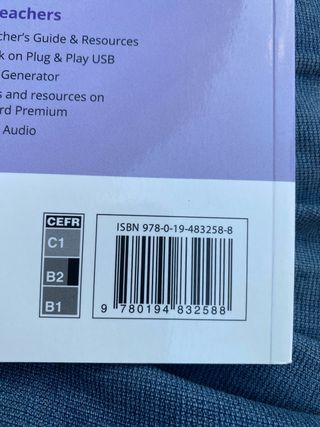 eachers
cher's Guide & Resources
k on Plug & Play USB
Generator
s and resources on
rd Premium
Audio
CEFR
C1
B2
B1
ISBN 978-0-19-483258-8
9 780194 832588